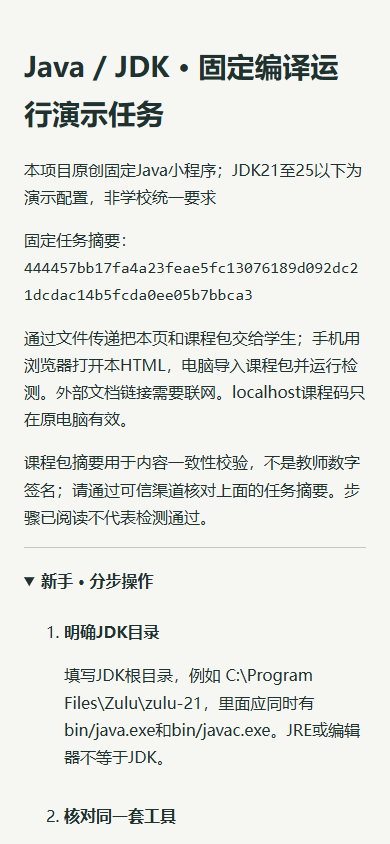 Java / JDK · 固定编译运
行演示任务
本项目原创固定Java小程序；JDK21至25以下为
演示配置，非学校统一要求
固定任务摘要：
444457bb17fa4a23feae5fc13076189d092dc2
1dcdac14b5fcda0ee05b7bbca3
通过文件传递把本页和课程包交给学生；手机用
浏览器打开本HTML，电脑导入课程包并运行检
测。外部文档链接需要联网。localhost课程码只
在原电脑有效。
课程包摘要用于内容一致性校验，不是教师数字
签名；请通过可信渠道核对上面的任务摘要。步
骤已阅读不代表检测通过。
▼ 新手 · 分步操作
1. 明确JDK目录
填写JDK根目录，例如 C:\Program
Files\Zulu\zulu-21，里面应同时有
bin/java.exe和bin/javac.exe。JRE或编辑
器不等于JDK。
2. 核对同一套工具